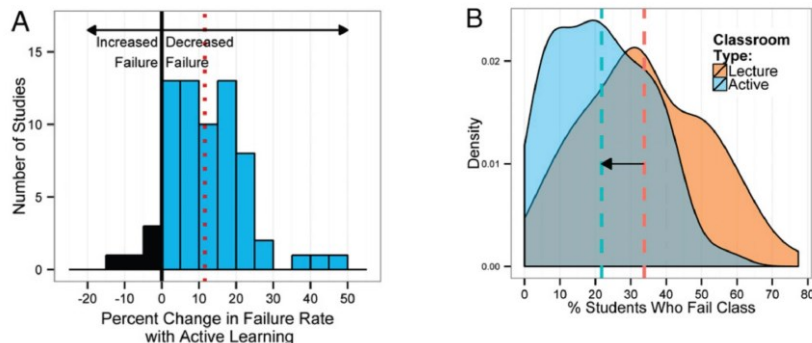 A
Increased Decreased
Failure Failure
Number of Studies
15
10
5
0
-20 -10 0 10 20 30 40 50
Percent Change in Failure Rate
with Active Learning
B
Classroom
Type:
Lecture
Active
Density
0.02
0.01
0.00
0 10 20 30 40 50 60 70 80
% Students Who Fail Class